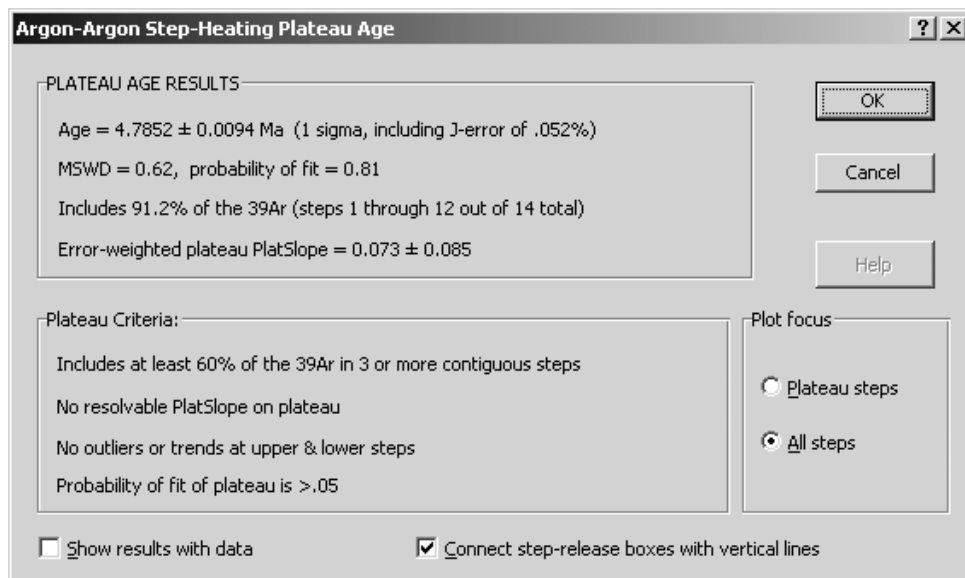 Argon-Argon Step-Heating Plateau Age
PLATEAU AGE RESULTS
Age = 4.7852 ± 0.0094 Ma (1 sigma, including J-error of .052%)
MSWD = 0.62, probability of fit = 0.81
Includes 91.2% of the 39Ar (steps 1 through 12 out of 14 total)
Error-weighted plateau PlatSlope = 0.073 ± 0.085
OK
Cancel
Help
Plateau Criteria:
Includes at least 60% of the 39Ar in 3 or more contiguous steps
No resolvable PlatSlope on plateau
No outliers or trends at upper & lower steps
Probability of fit of plateau is >.05
Plot focus
Plateau steps
All steps
Show results with data
Connect step-release boxes with vertical lines